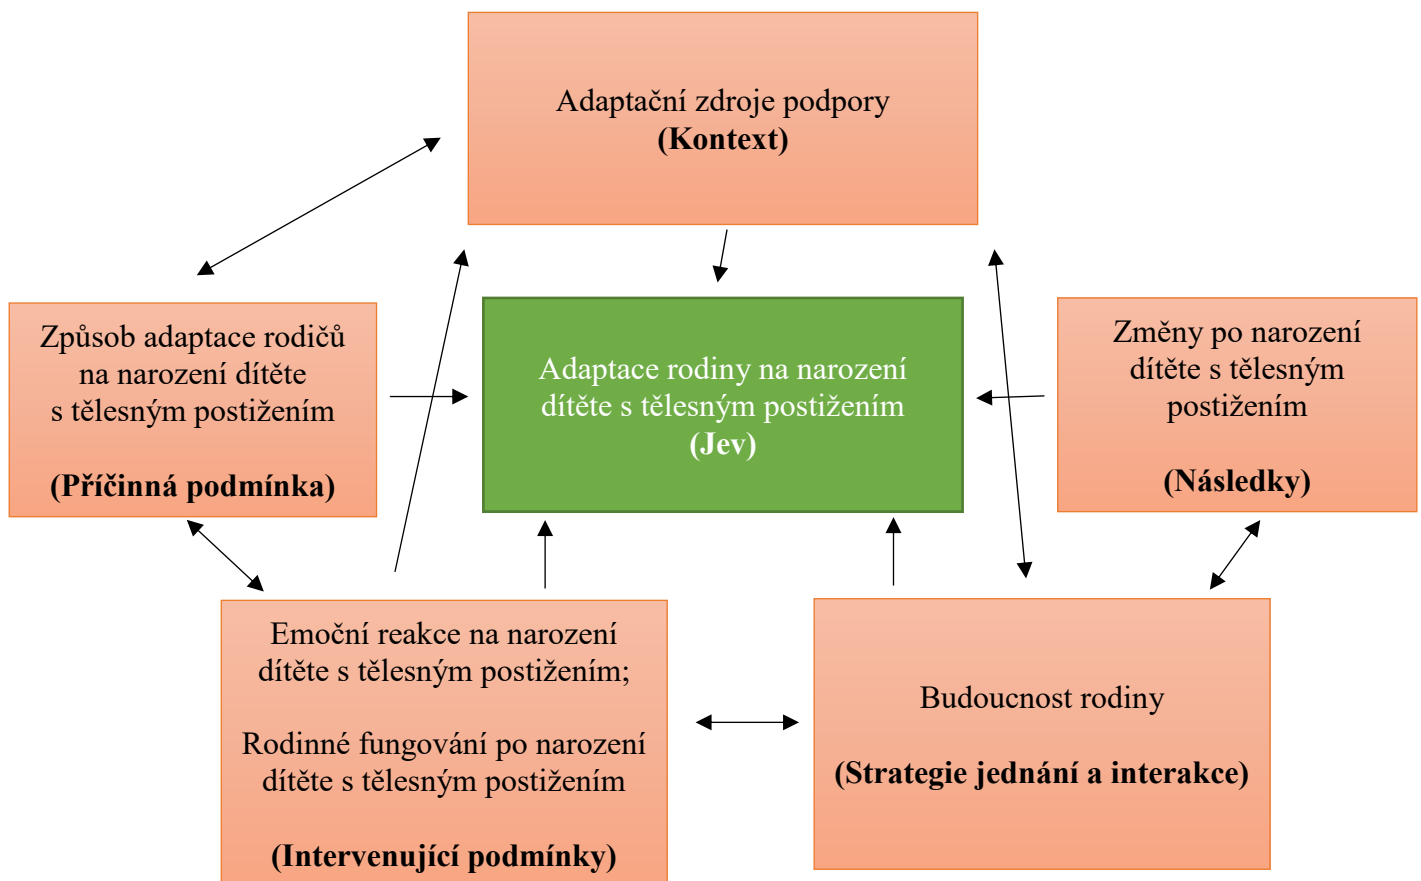 Adaptační zdroje podpory
(Kontext)
Způsob adaptace rodičů
na narození dítěte
s tělesným postižením
(Příčinná podmínka)
Adaptace rodiny na narození
dítěte s tělesným postižením
(Jev)
Změny po narození
dítěte s tělesným
postižením
(Následky)
Emoční reakce na narození
dítěte s tělesným postižením;
Rodinné fungování po narození
dítěte s tělesným postižením
(Intervenující podmínky)
Budoucnost rodiny
(Strategie jednání a interakce)